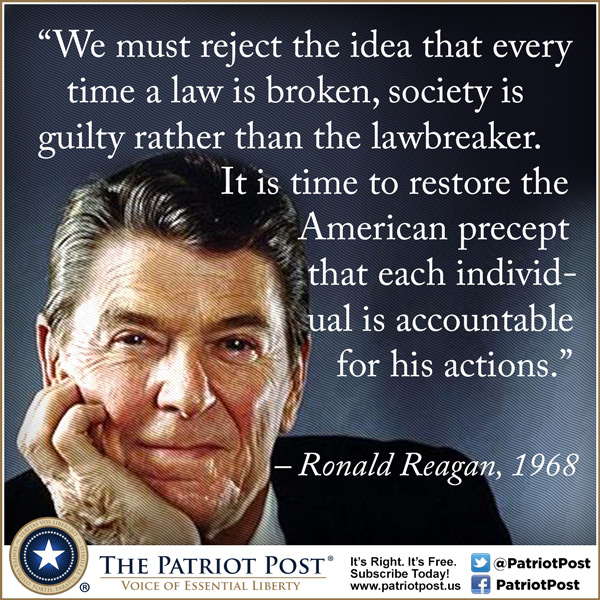 “We must reject the idea that every
time a law is broken, society is
guilty rather than the lawbreaker.
It is time to restore the
American precept
that each individ-
ual is accountable
for his actions.”
– Ronald Reagan, 1968
THE PATRIOT POST®
VOICE OF ESSENTIAL LIBERTY
®
It's Right. It's Free.
Subscribe Today!
www.patriotpost.us
@PatriotPost
PatriotPost